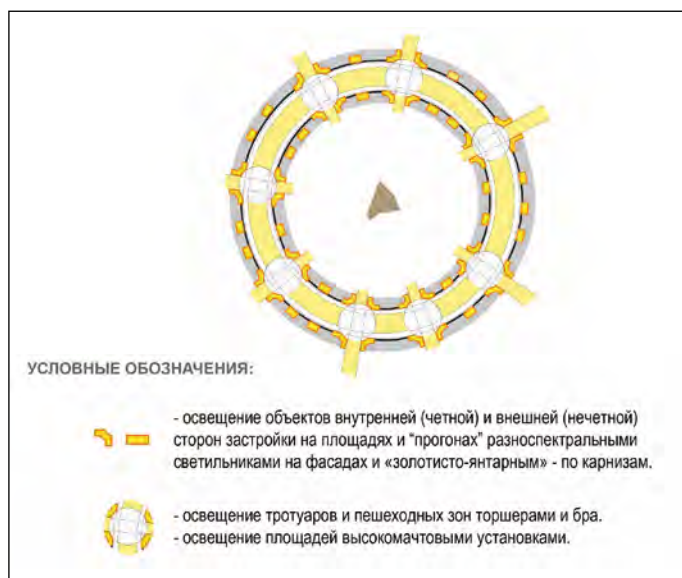 УСЛОВНЫЕ ОБОЗНАЧЕНИЯ:
- освещение объектов внутренней (четной) и внешней (нечетной)
сторон застройки на площадях и "прогонах" разноспектральными
светильниками на фасадах и «золотисто-янтарным» - по карнизам.
- освещение тротуаров и пешеходных зон торшерами и бра.
- освещение площадей высокомачтовыми установками.